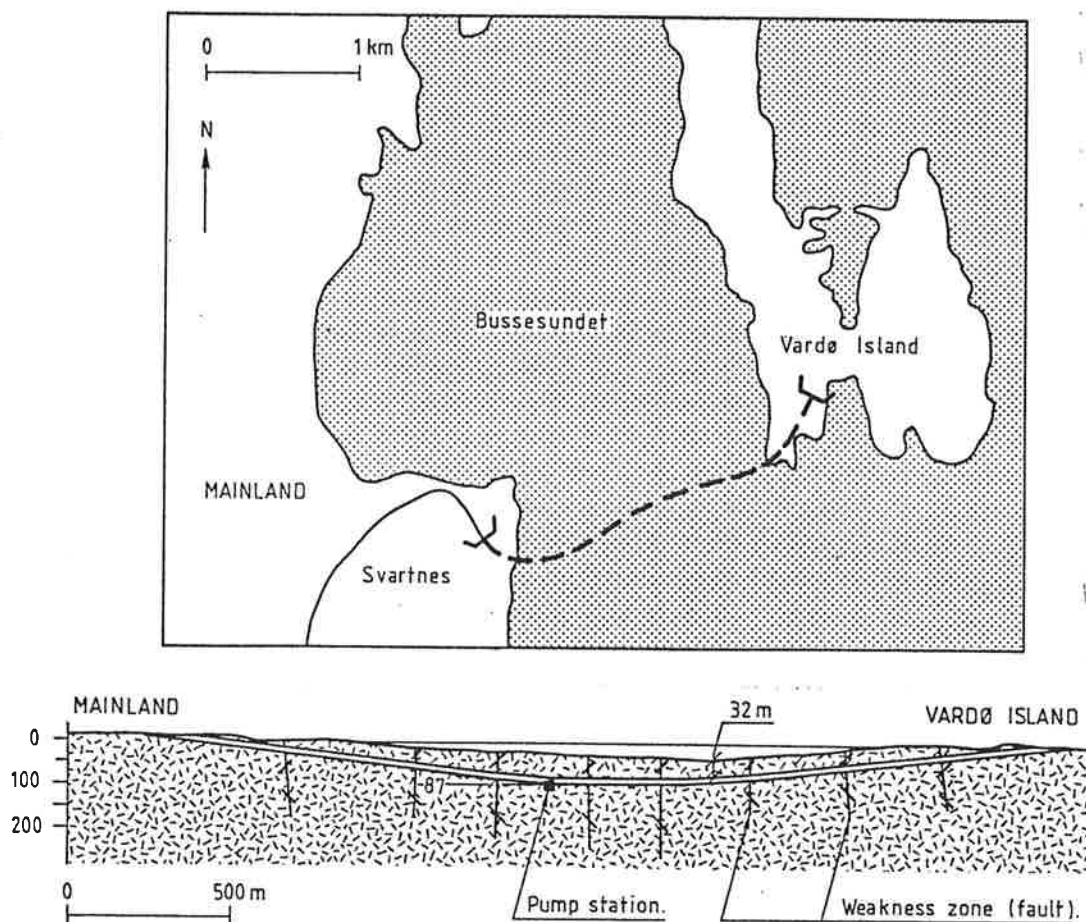 0 1 km
N
Bussesundet
Vardø Island
MAINLAND
Svartnes
MAINLAND
32 m
VARDØ ISLAND
0
100
-87
200
0 500 m
Pump station.
Weakness zone (fault).